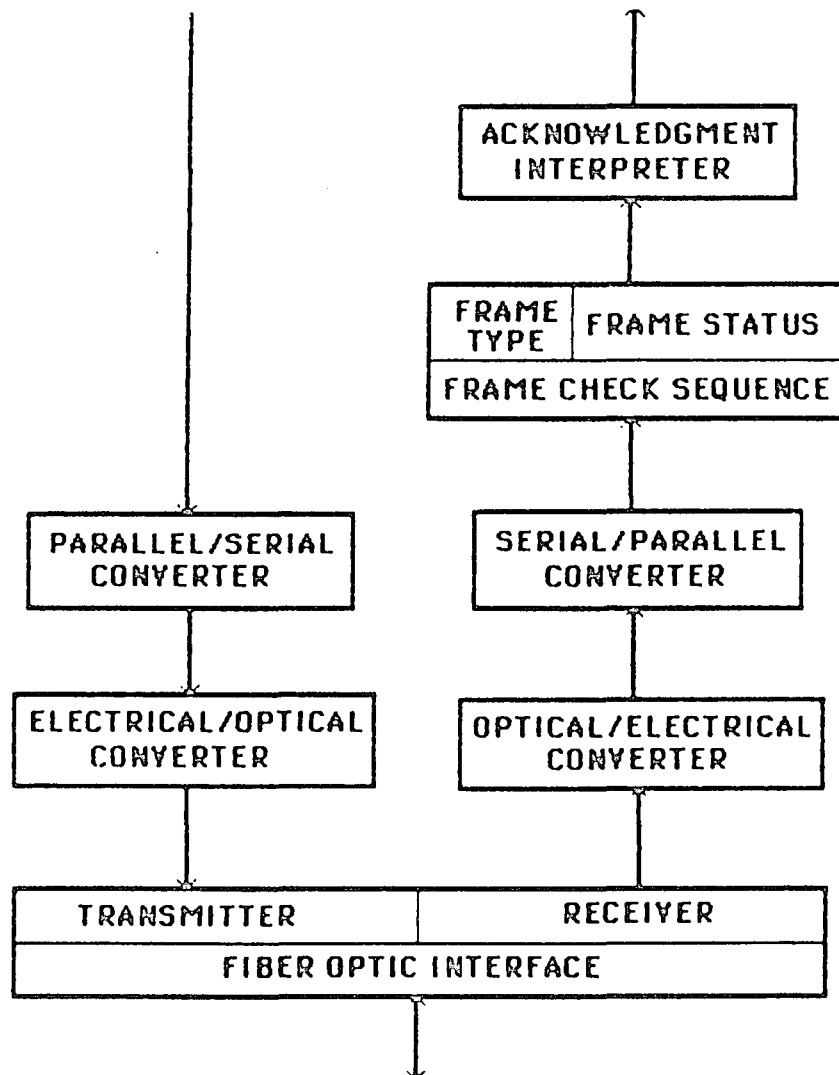 ACKNOWLEDGMENT
INTERPRETER
FRAME
TYPE
FRAME STATUS
FRAME CHECK SEQUENCE
PARALLEL/SERIAL
CONVERTER
SERIAL/PARALLEL
CONVERTER
ELECTRICAL/OPTICAL
CONVERTER
OPTICAL/ELECTRICAL
CONVERTER
TRANSMITTER
RECEIVER
FIBER OPTIC INTERFACE